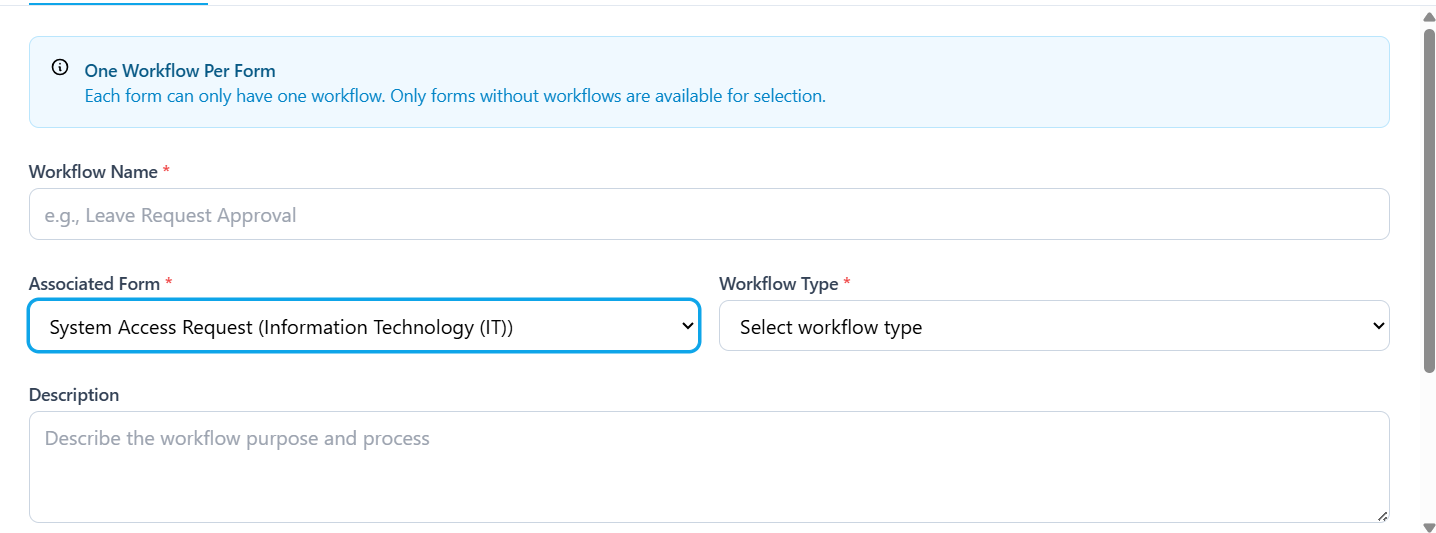 One Workflow Per Form
Each form can only have one workflow. Only forms without workflows are available for selection.
Workflow Name *
e.g., Leave Request Approval
Associated Form *
System Access Request (Information Technology (IT))
Workflow Type *
Select workflow type
Description
Describe the workflow purpose and process